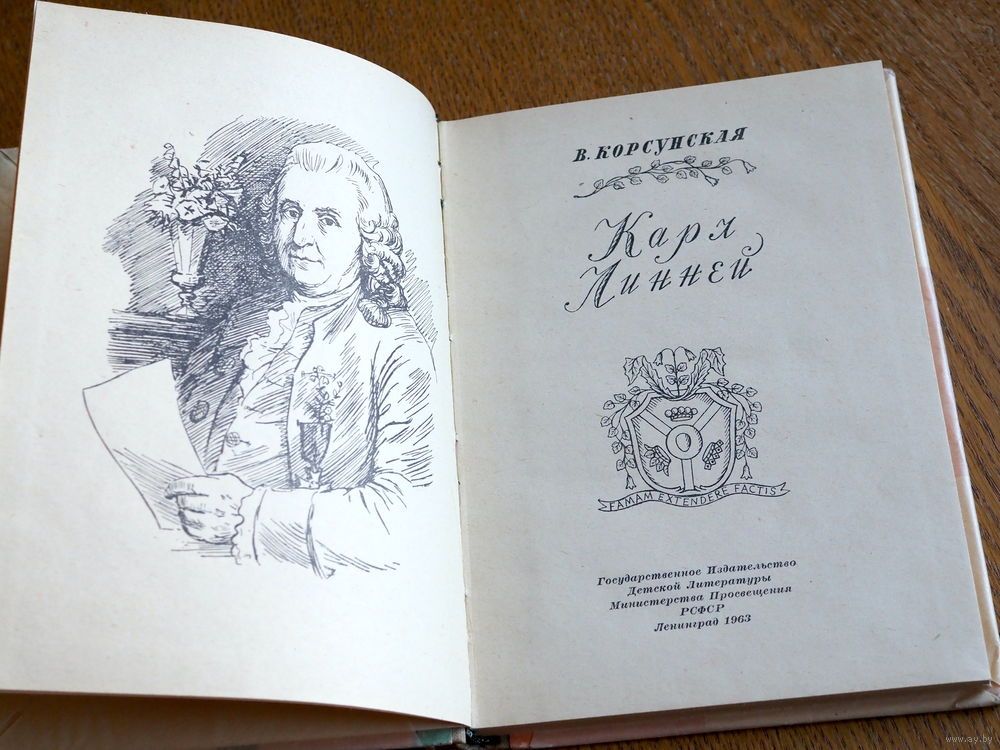 В. КОРСУНСКАЯ
Карл
Линней
FAMAM EXTENDERE FACTIS
Государственное Издательство
Детской Литературы
Министерства Просвещения
РСФСР
Ленинград 1963
www.ay.by